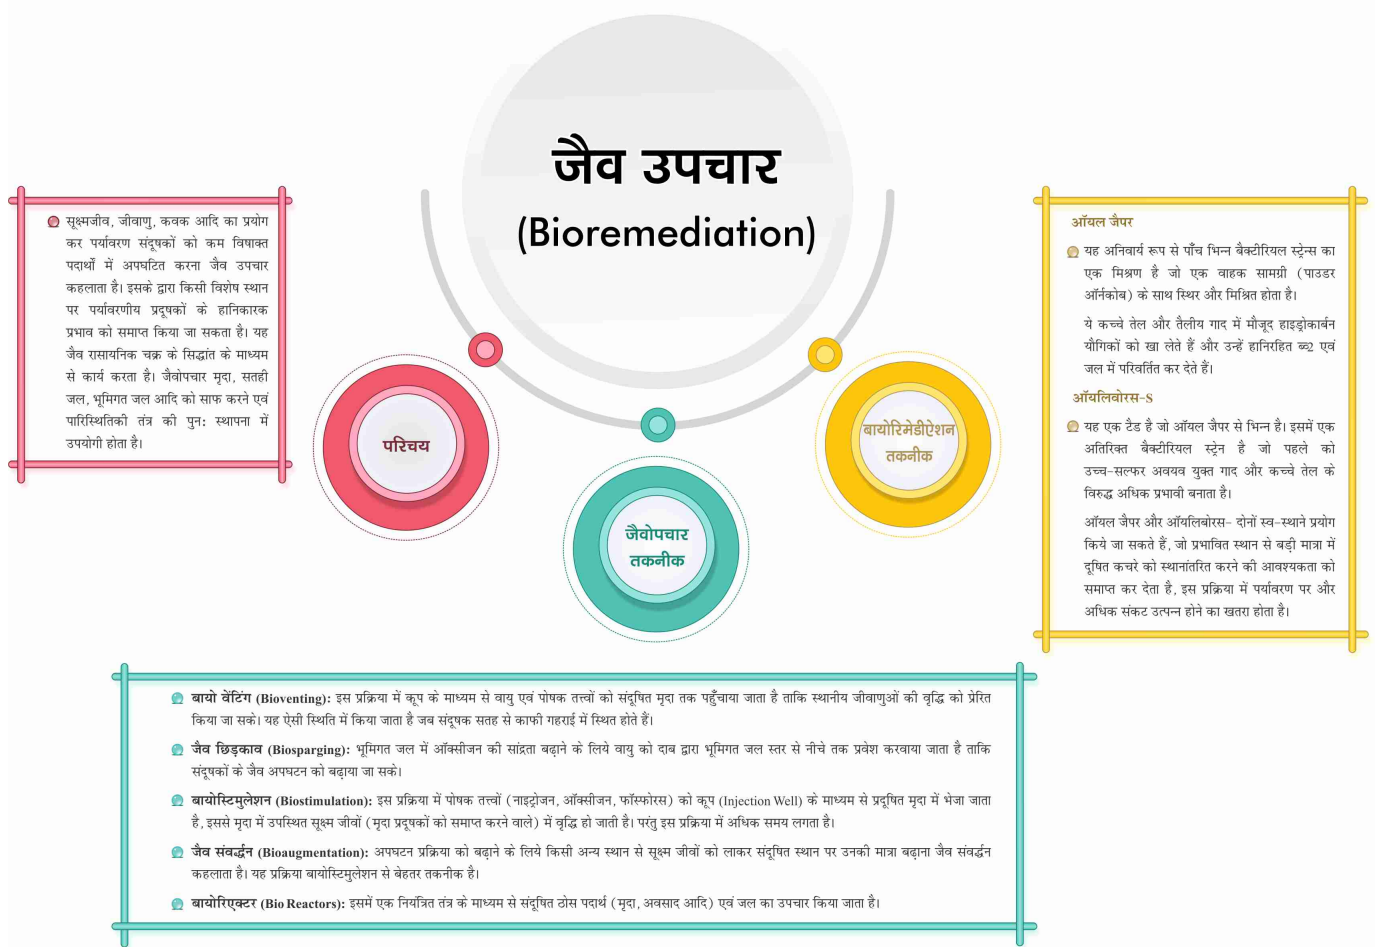 जैव उपचार
(Bioremediation)
सूक्ष्मजीव, जीवाणु, कवक आदि का प्रयोग
कर पर्यावरण संदूषकों को कम विषाक्त
पदार्थों में अपघटित करना जैव उपचार
कहलाता है। इसके द्वारा किसी विशेष स्थान
पर पर्यावरणीय प्रदूषकों के हानिकारक
प्रभाव को समाप्त किया जा सकता है। यह
जैव रासायनिक चक्र के सिद्धांत के माध्यम
से कार्य करता है। जैवोपचार मृदा, सतही
जल, भूमिगत जल आदि को साफ करने एवं
पारिस्थितिकी तंत्र की पुन: स्थापना में
उपयोगी होता है।
परिचय
जैवोपचार
तकनीक
बायोरिमेडीऐशन
तकनीक
ऑयल जैपर
यह अनिवार्य रूप से पाँच भिन्न बैक्टीरियल स्ट्रेन्स का
एक मिश्रण है जो एक वाहक सामग्री (पाउडर
ऑर्नकोब) के साथ स्थिर और मिश्रित होता है।
ये कच्चे तेल और तैलीय गाद में मौजूद हाइड्रोकार्बन
यौगिकों को खा लेते हैं और उन्हें हानिरहित ब्व्2 एवं
जल में परिवर्तित कर देते हैं।
ऑयलिवोरस-S
यह एक टैड है जो ऑयल जैपर से भिन्न है। इसमें एक
अतिरिक्त बैक्टीरियल स्ट्रेन है जो पहले को
उच्च-सल्फर अवयव युक्त गाद और कच्चे तेल के
विरुद्ध अधिक प्रभावी बनाता है।
ऑयल जैपर और ऑयलिबोरस- दोनों स्व-स्थाने प्रयोग
किये जा सकते हैं, जो प्रभावित स्थान से बड़ी मात्रा में
दूषित कचरे को स्थानांतरित करने की आवश्यकता को
समाप्त कर देता है, इस प्रक्रिया में पर्यावरण पर और
अधिक संकट उत्पन्न होने का खतरा होता है।
बायो वेंटिंग (Bioventing): इस प्रक्रिया में कूप के माध्यम से वायु एवं पोषक तत्त्वों को संदूषित मृदा तक पहुँचाया जाता है ताकि स्थानीय जीवाणुओं की वृद्धि को प्रेरित
किया जा सके। यह ऐसी स्थिति में किया जाता है जब संदूषक सतह से काफी गहराई में स्थित होते हैं।
जैव छिड़काव (Biosparging): भूमिगत जल में ऑक्सीजन की सांद्रता बढ़ाने के लिये वायु को दाब द्वारा भूमिगत जल स्तर से नीचे तक प्रवेश करवाया जाता है ताकि
संदूषकों के जैव अपघटन को बढ़ाया जा सके।
बायोस्टिमुलेशन (Biostimulation): इस प्रक्रिया में पोषक तत्त्वों (नाइट्रोजन, ऑक्सीजन, फॉस्फोरस) को कूप (Injection Well) के माध्यम से प्रदूषित मृदा में भेजा जाता
है, इससे मृदा में उपस्थित सूक्ष्म जीवों (मृदा प्रदूषकों को समाप्त करने वाले) में वृद्धि हो जाती है। परंतु इस प्रक्रिया में अधिक समय लगता है।
जैव संवर्द्धन (Bioaugmentation): अपघटन प्रक्रिया को बढ़ाने के लिये किसी अन्य स्थान से सूक्ष्म जीवों को लाकर संदूषित स्थान पर उनकी मात्रा बढ़ाना जैव संवर्द्धन
कहलाता है। यह प्रक्रिया बायोस्टिमुलेशन से बेहतर तकनीक है।
बायोरिएक्टर (Bio Reactors): इसमें एक नियंत्रित तंत्र के माध्यम से संदूषित ठोस पदार्थ (मृदा, अवसाद आदि) एवं जल का उपचार किया जाता है।